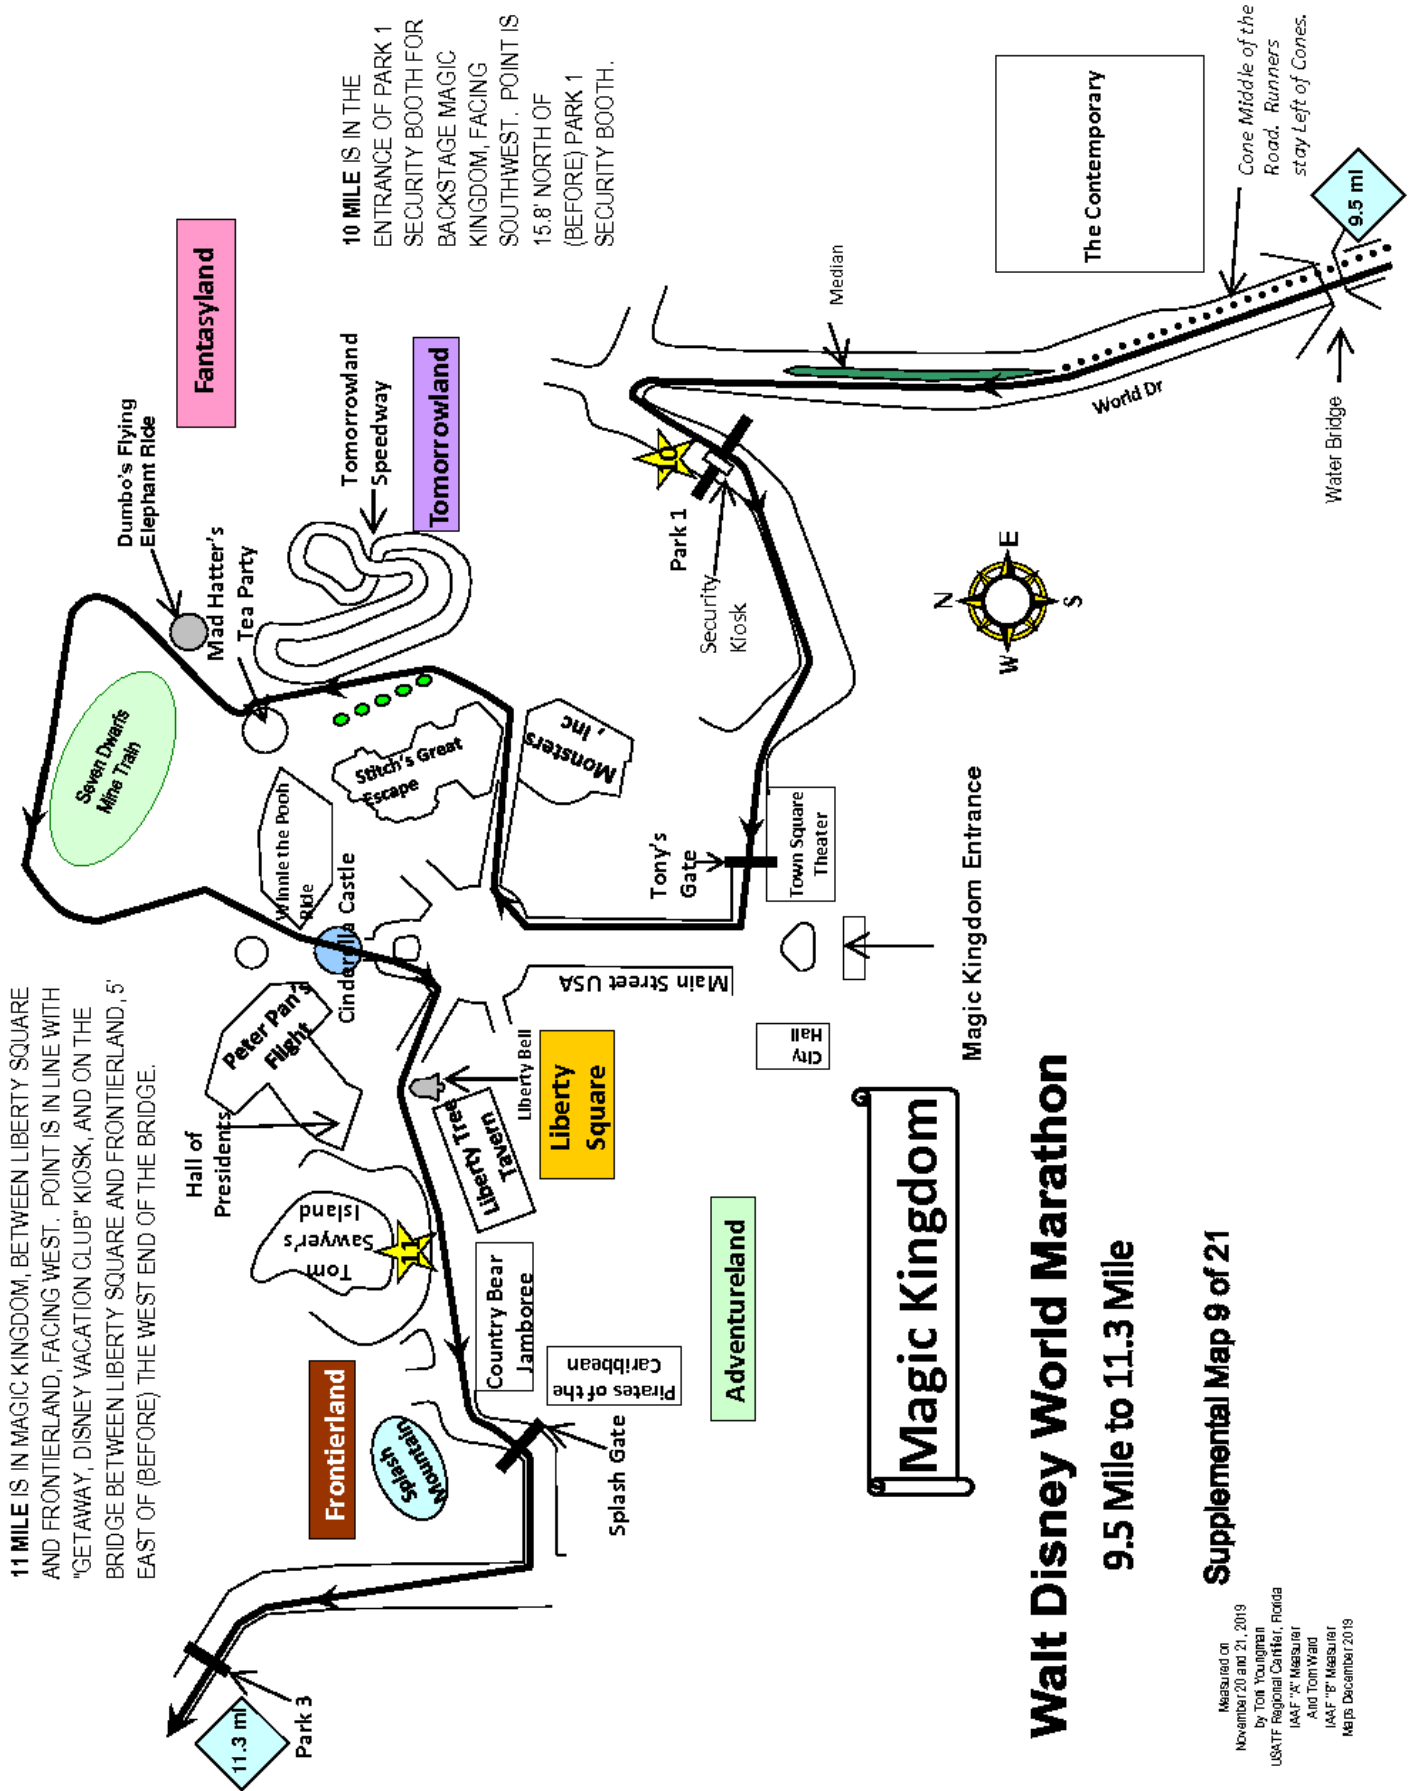 11 MILE IS IN MAGIC KINGDOM, BETWEEN LIBERTY SQUARE
AND FRONTIERLAND, FACING WEST. POINT IS IN LINE WITH
"GETAWAY, DISNEY VACATION CLUB" KIOSK, AND ON THE
BRIDGE BETWEEN LIBERTY SQUARE AND FRONTIERLAND, 5'
EAST OF (BEFORE) THE WEST END OF THE BRIDGE.
Dumbo's Flying
Elephant Ride
Fantasyland
Mad Hatter's
Tea Party
Tomorrowland
Speedway
Tomorrowland
10 MILE IS IN THE
ENTRANCE OF PARK 1
SECURITY BOOTH FOR
BACKSTAGE MAGIC
KINGDOM, FACING
SOUTHWEST. POINT IS
15.8' NORTH OF
(BEFORE) PARK 1
SECURITY BOOTH.
Seven Dwarfs
Mine Train
Winnie the Pooh
Ride
Cinderella Castle
Stitch's Great
Escape
Monsters
, Inc
Peter Pan's
Flight
Hall of
Presidents
Tom
Sawyer's
Island
11
Liberty Tree
Tavern
Liberty Bell
Liberty
Square
Main Street USA
Tony's
Gate
Town Square
Theater
City
Hall
Magic Kingdom Entrance
Park 1
10
Security
Kiosk
Median
The Contemporary
Cone Middle of the
Road. Runners
stay Left of Cones.
9.5 mi
World Dr
Water Bridge
N
E
S
W
Frontierland
Splash
Mountain
Country Bear
Jamboree
Pirates of the
Caribbean
Splash Gate
Adventureland
Park 3
11.3 mi
Magic Kingdom
Walt Disney World Marathon
9.5 Mile to 11.3 Mile
Supplemental Map 9 of 21
Measured on
November 20 and 21, 2019
by Toni Youngman
USATF Regional Certifier, Florida
IAAF "A" Measurer
And Tom Ward
IAAF "B" Measurer
Maps December 2019